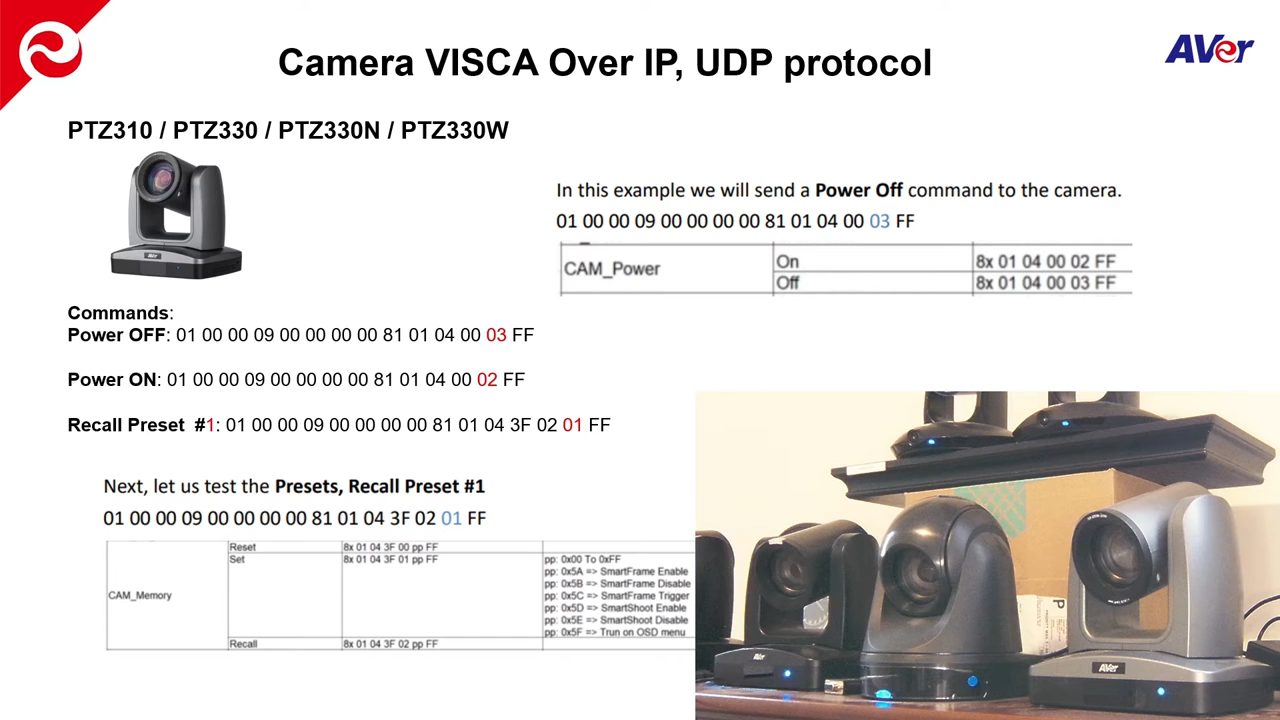 Camera VISCA Over IP, UDP protocol
AVer
PTZ310 / PTZ330 / PTZ330N / PTZ330W
AVer
In this example we will send a Power Off command to the camera.
01 00 00 09 00 00 00 00 81 01 04 00 03 FF
CAM_Power
On 8x 01 04 00 02 FF
Off 8x 01 04 00 03 FF
Commands:
Power OFF: 01 00 00 09 00 00 00 00 81 01 04 00 03 FF
Power ON: 01 00 00 09 00 00 00 00 81 01 04 00 02 FF
Recall Preset #1: 01 00 00 09 00 00 00 00 81 01 04 3F 02 01 FF
Next, let us test the Presets, Recall Preset #1
01 00 00 09 00 00 00 00 81 01 04 3F 02 01 FF
CAM_Memory
Reset 8x 01 04 3F 00 pp FF
Set 8x 01 04 3F 01 pp FF pp: 0x00 To 0xFF
pp: 0x5A => SmartFrame Enable
pp: 0x5B => SmartFrame Disable
pp: 0x5C => SmartFrame Trigger
pp: 0x5D => SmartShoot Enable
pp: 0x5E => SmartShoot Disable
pp: 0x5F => Trun on OSD menu
Recall 8x 01 04 3F 02 pp FF
P
AVer
AVer